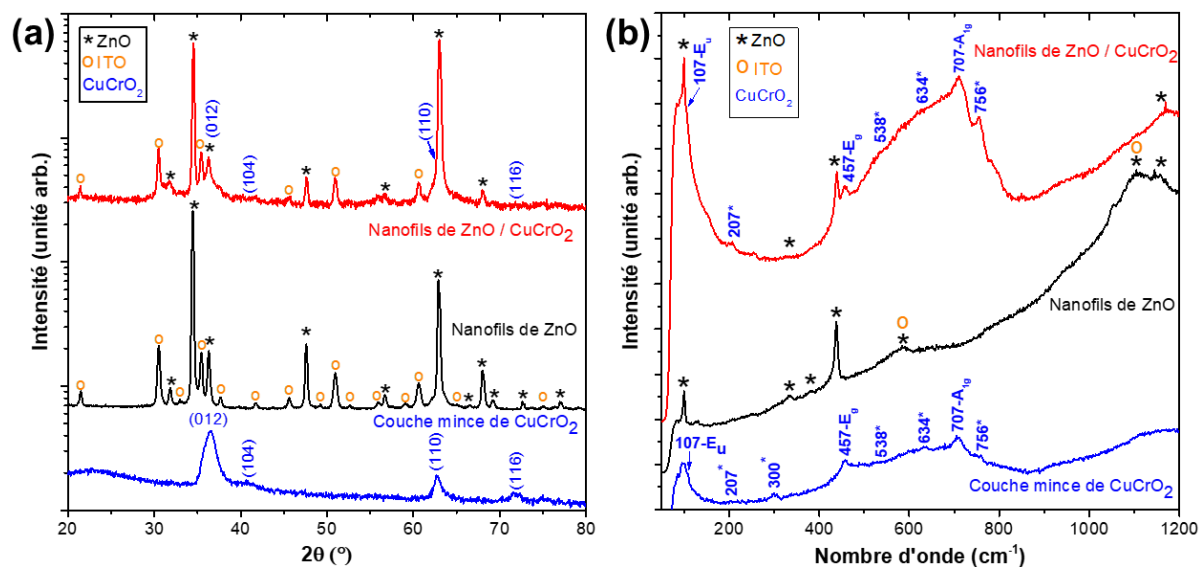 (a)
* ZnO
o ITO
CuCrO₂
(012)
(104)
(110)
(116)
Nanofils de ZnO / CuCrO₂
Nanofils de ZnO
Couche mince de CuCrO₂
(012)
(104)
(110)
(116)
Intensité (unité arb.)
20 30 40 50 60 70 80
2θ (°)
(b)
* ZnO
o ITO
CuCrO₂
107-Eᵤ
207*
457-E₉
538*
634*
707-A₁g
756*
Nanofils de ZnO / CuCrO₂
Nanofils de ZnO
107-Eᵤ
207*
300*
457-E₉
538*
634*
707-A₁g
756*
Couche mince de CuCrO₂
Intensité (unité arb.)
200 400 600 800 1000 1200
Nombre d'onde (cm⁻¹)